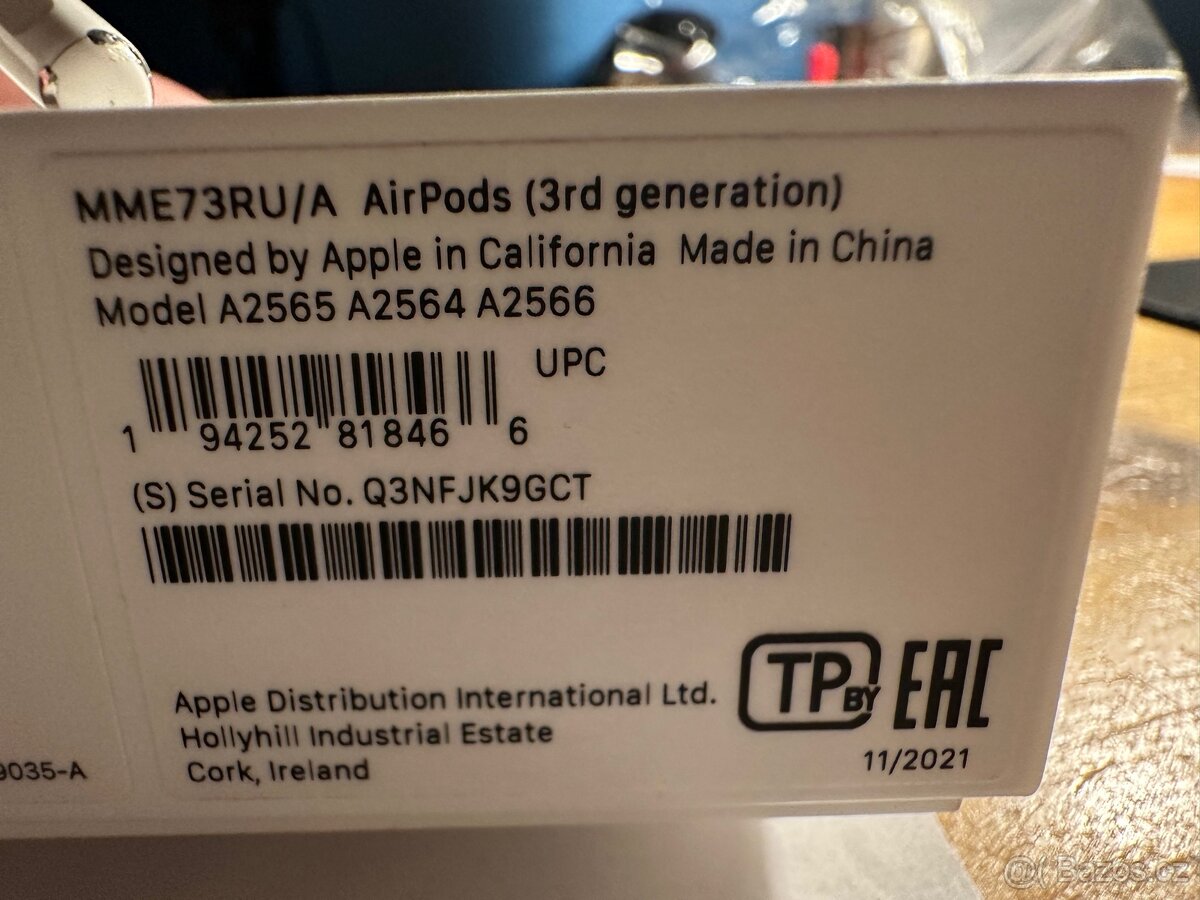 MME73RU/A AirPods (3rd generation)
Designed by Apple in California Made in China
Model A2565 A2564 A2566
UPC
1 94252 81846 6
(S) Serial No. Q3NFJK9GCT
TP BY EAC
Apple Distribution International Ltd.
Hollyhill Industrial Estate
Cork, Ireland
11/2021
9035-A
Bazos.cz